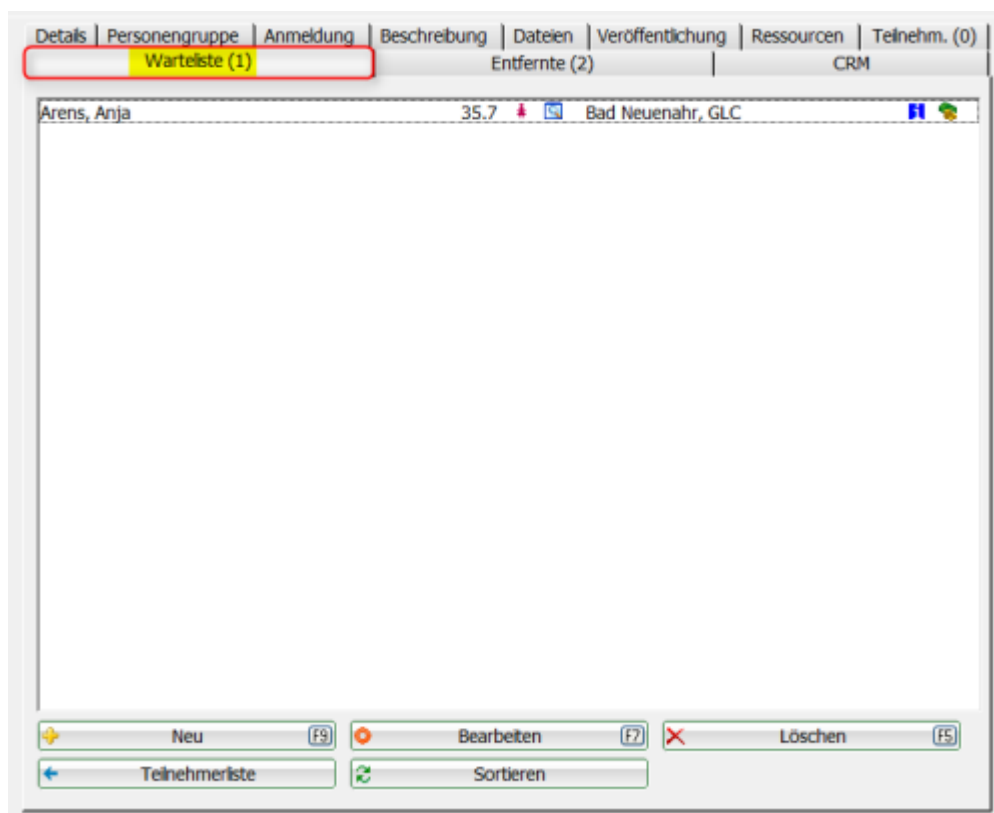 Details Personengruppe Anmeldung Beschreibung Dateien Veröffentlichung Ressourcen Teilnehm. (0)
Warteliste (1) Entfernte (2) CRM
Arens, Anja 35.7 Bad Neuenahr, GLC
Neu F9 Bearbeiten F7 Löschen F5
Teilnehmerliste Sortieren